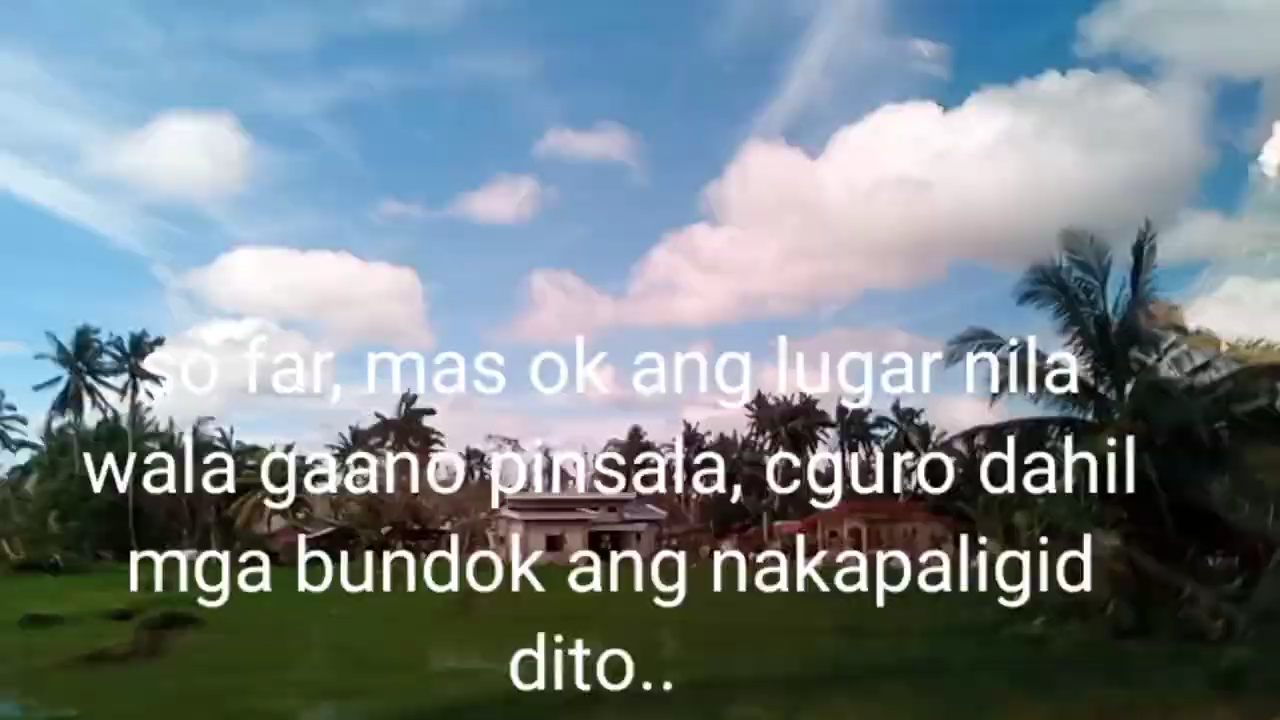 so far, mas ok ang lugar nila
wala gaano pinsala, cguro dahil
mga bundok ang nakapaligid
dito..